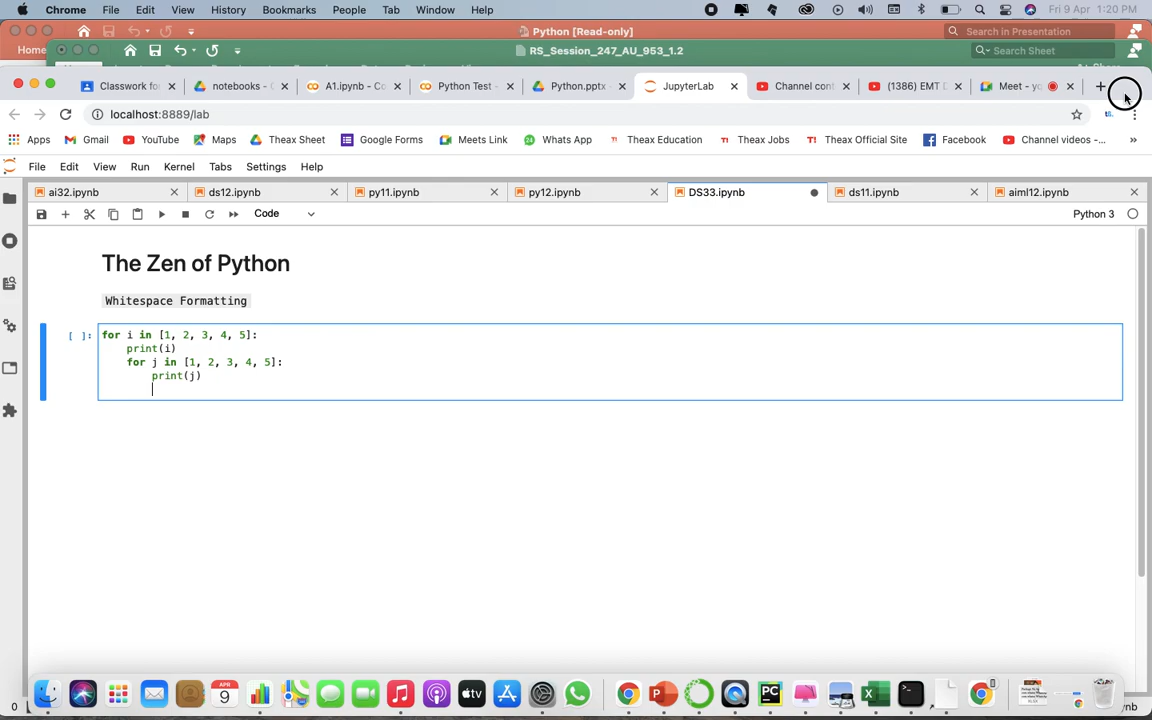 Chrome File Edit View History Bookmarks People Tab Window Help Fri 9 Apr 1:20 PM
Python [Read-only] Search in Presentation
Home RS_Session_247_AU_953_1.2 Search Sheet
Classwork for notebooks - A1.ipynb - Co Python Test - Python.pptx - JupyterLab Channel cont (1386) EMT Meet - yo
localhost:8889/lab
Apps Gmail YouTube Maps Theax Sheet Google Forms Meets Link Whats App Theax Education Theax Jobs Theax Official Site Facebook Channel videos -... »
File Edit View Run Kernel Tabs Settings Help
ai32.ipynb ds12.ipynb py11.ipynb py12.ipynb DS33.ipynb ds11.ipynb aiml12.ipynb
Code Python 3
The Zen of Python
Whitespace Formatting
[ ]: for i in [1, 2, 3, 4, 5]:
print(i)
for j in [1, 2, 3, 4, 5]:
print(j)
0 nb